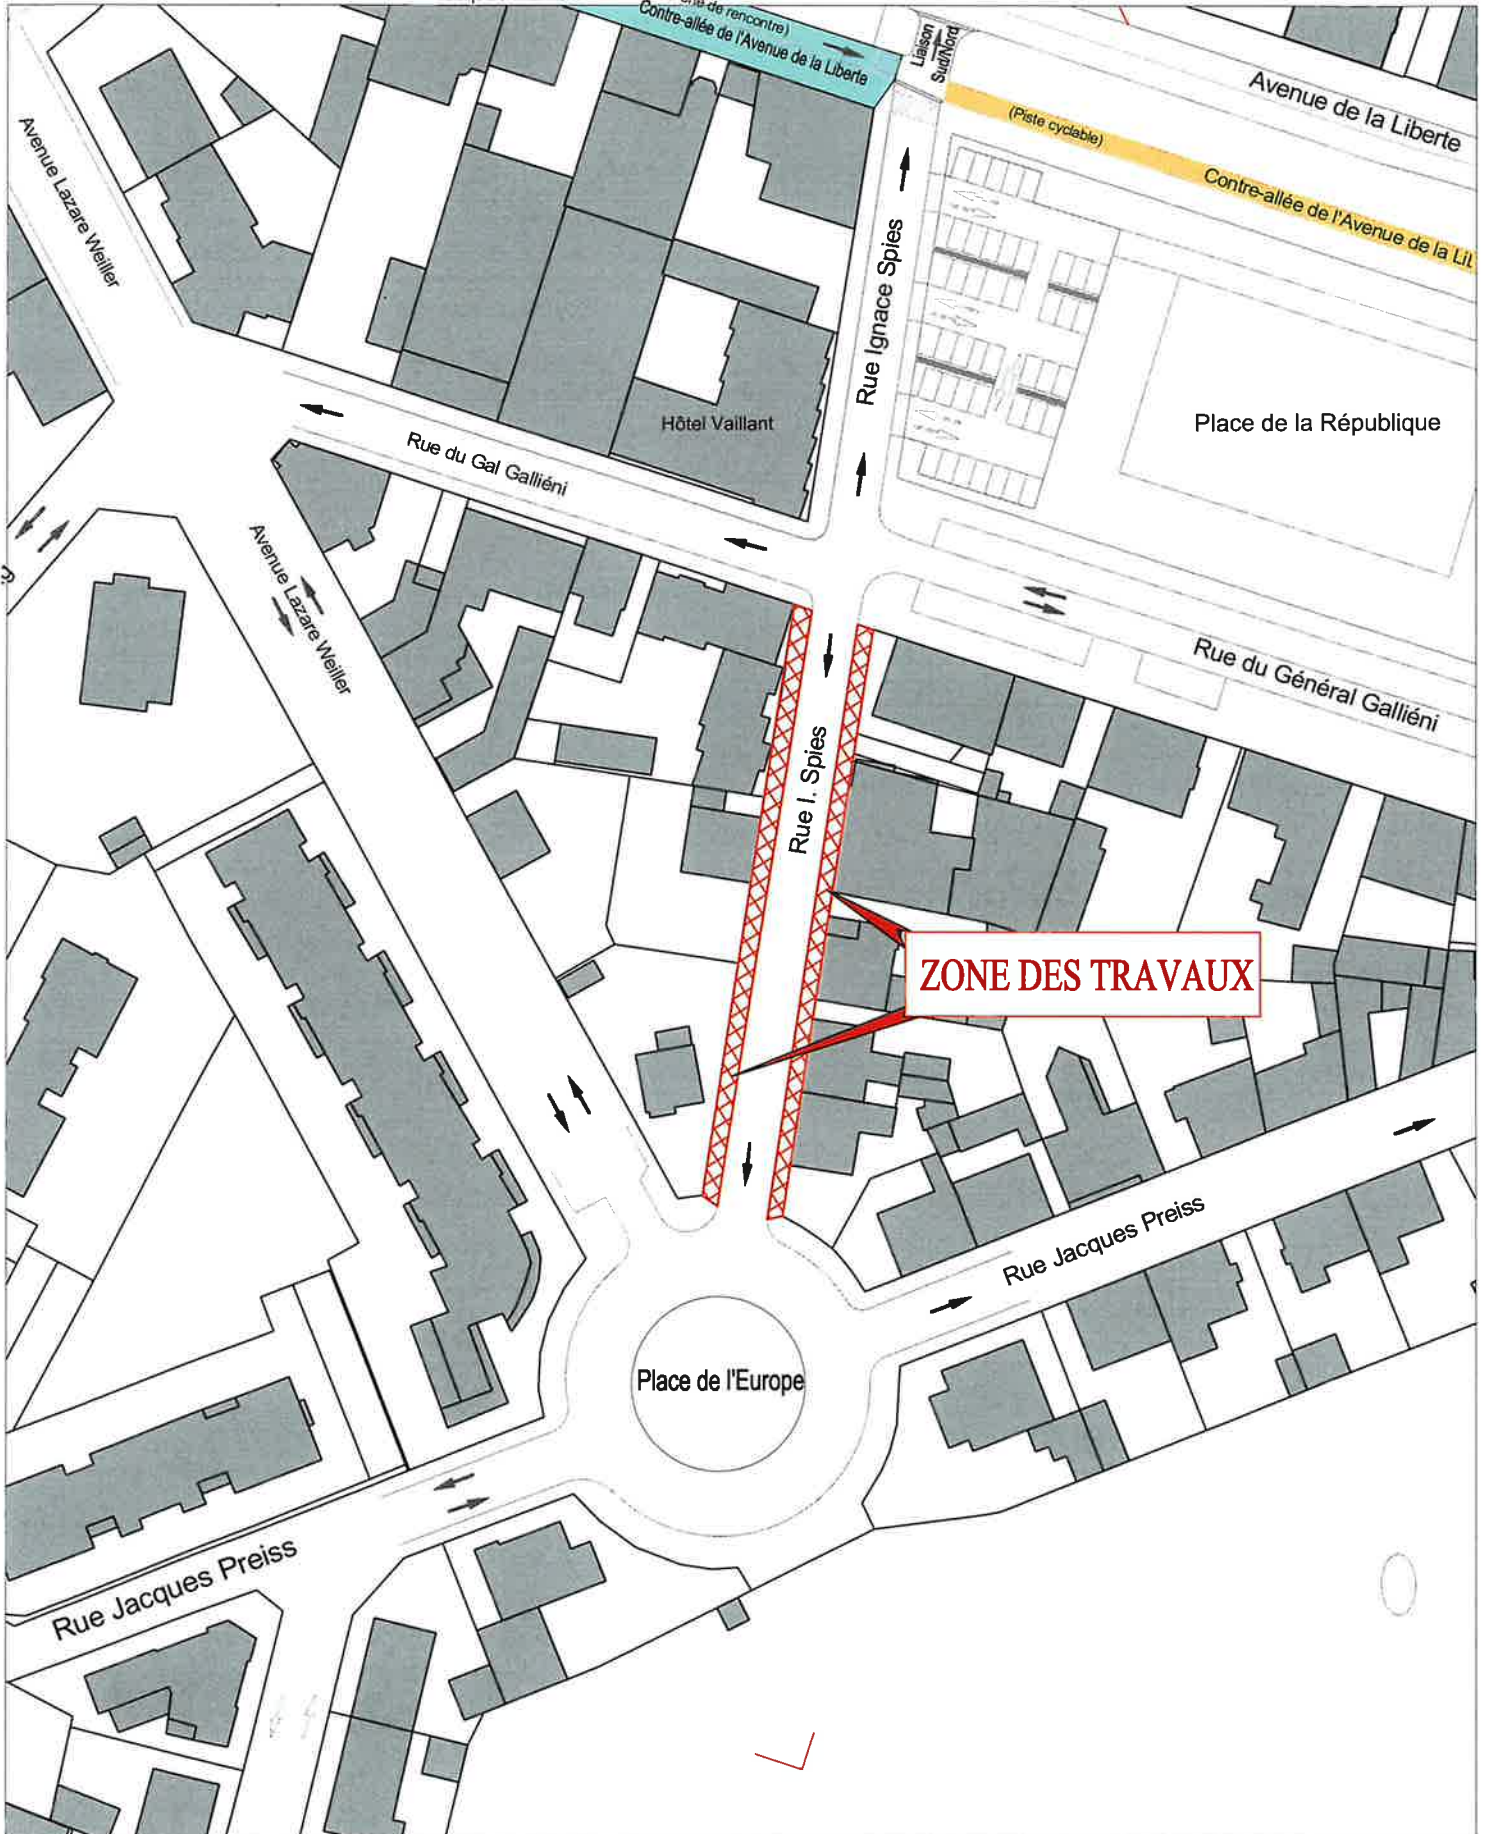 de rencontre)
Contre-allée de l'Avenue de la Liberte
Liaison
Sud/Nord
Avenue de la Liberte
(Piste cyclable)
Contre-allée de l'Avenue de la Lil
Avenue Lazare Weiller
Rue Ignace Spies
Hôtel Vaillant
Place de la République
Rue du Gal Galliéni
Avenue Lazare Weiller
Rue du Général Galliéni
Rue I. Spies
ZONE DES TRAVAUX
Rue Jacques Preiss
Place de l'Europe
Rue Jacques Preiss